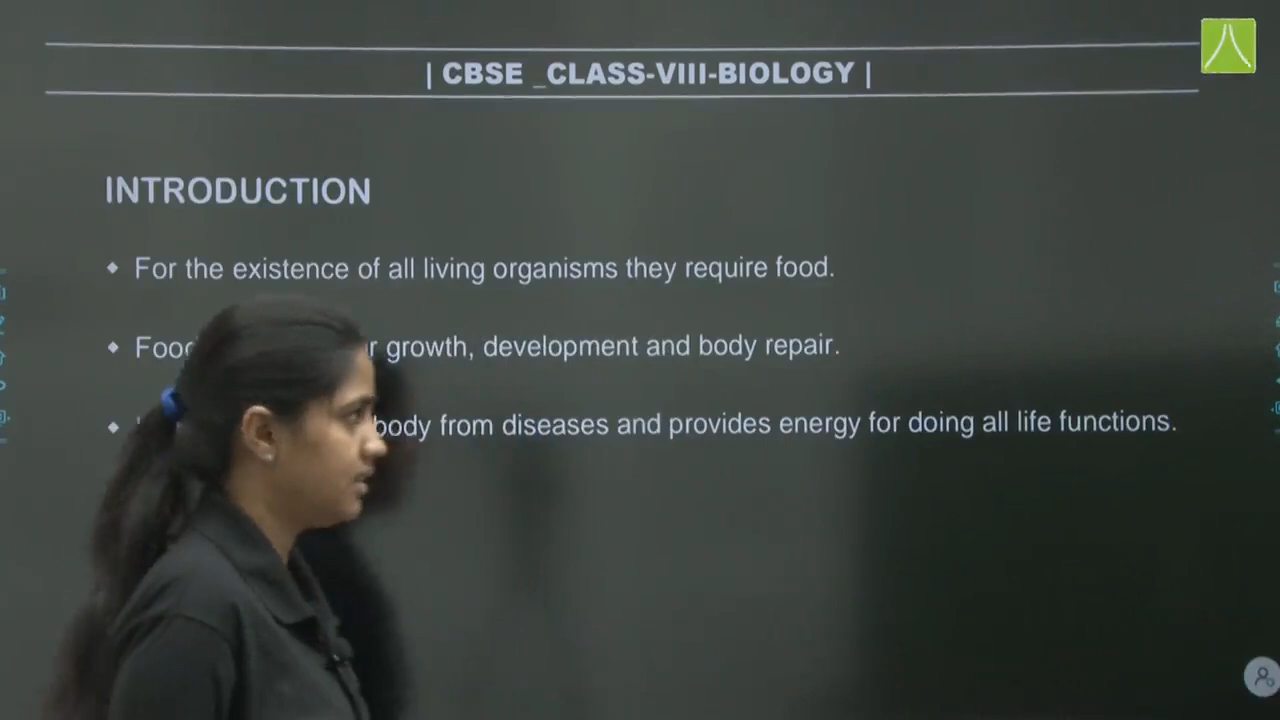 | CBSE _CLASS-VIII-BIOLOGY |
INTRODUCTION
For the existence of all living organisms they require food.
growth, development and body repair.
body from diseases and provides energy for doing all life functions.